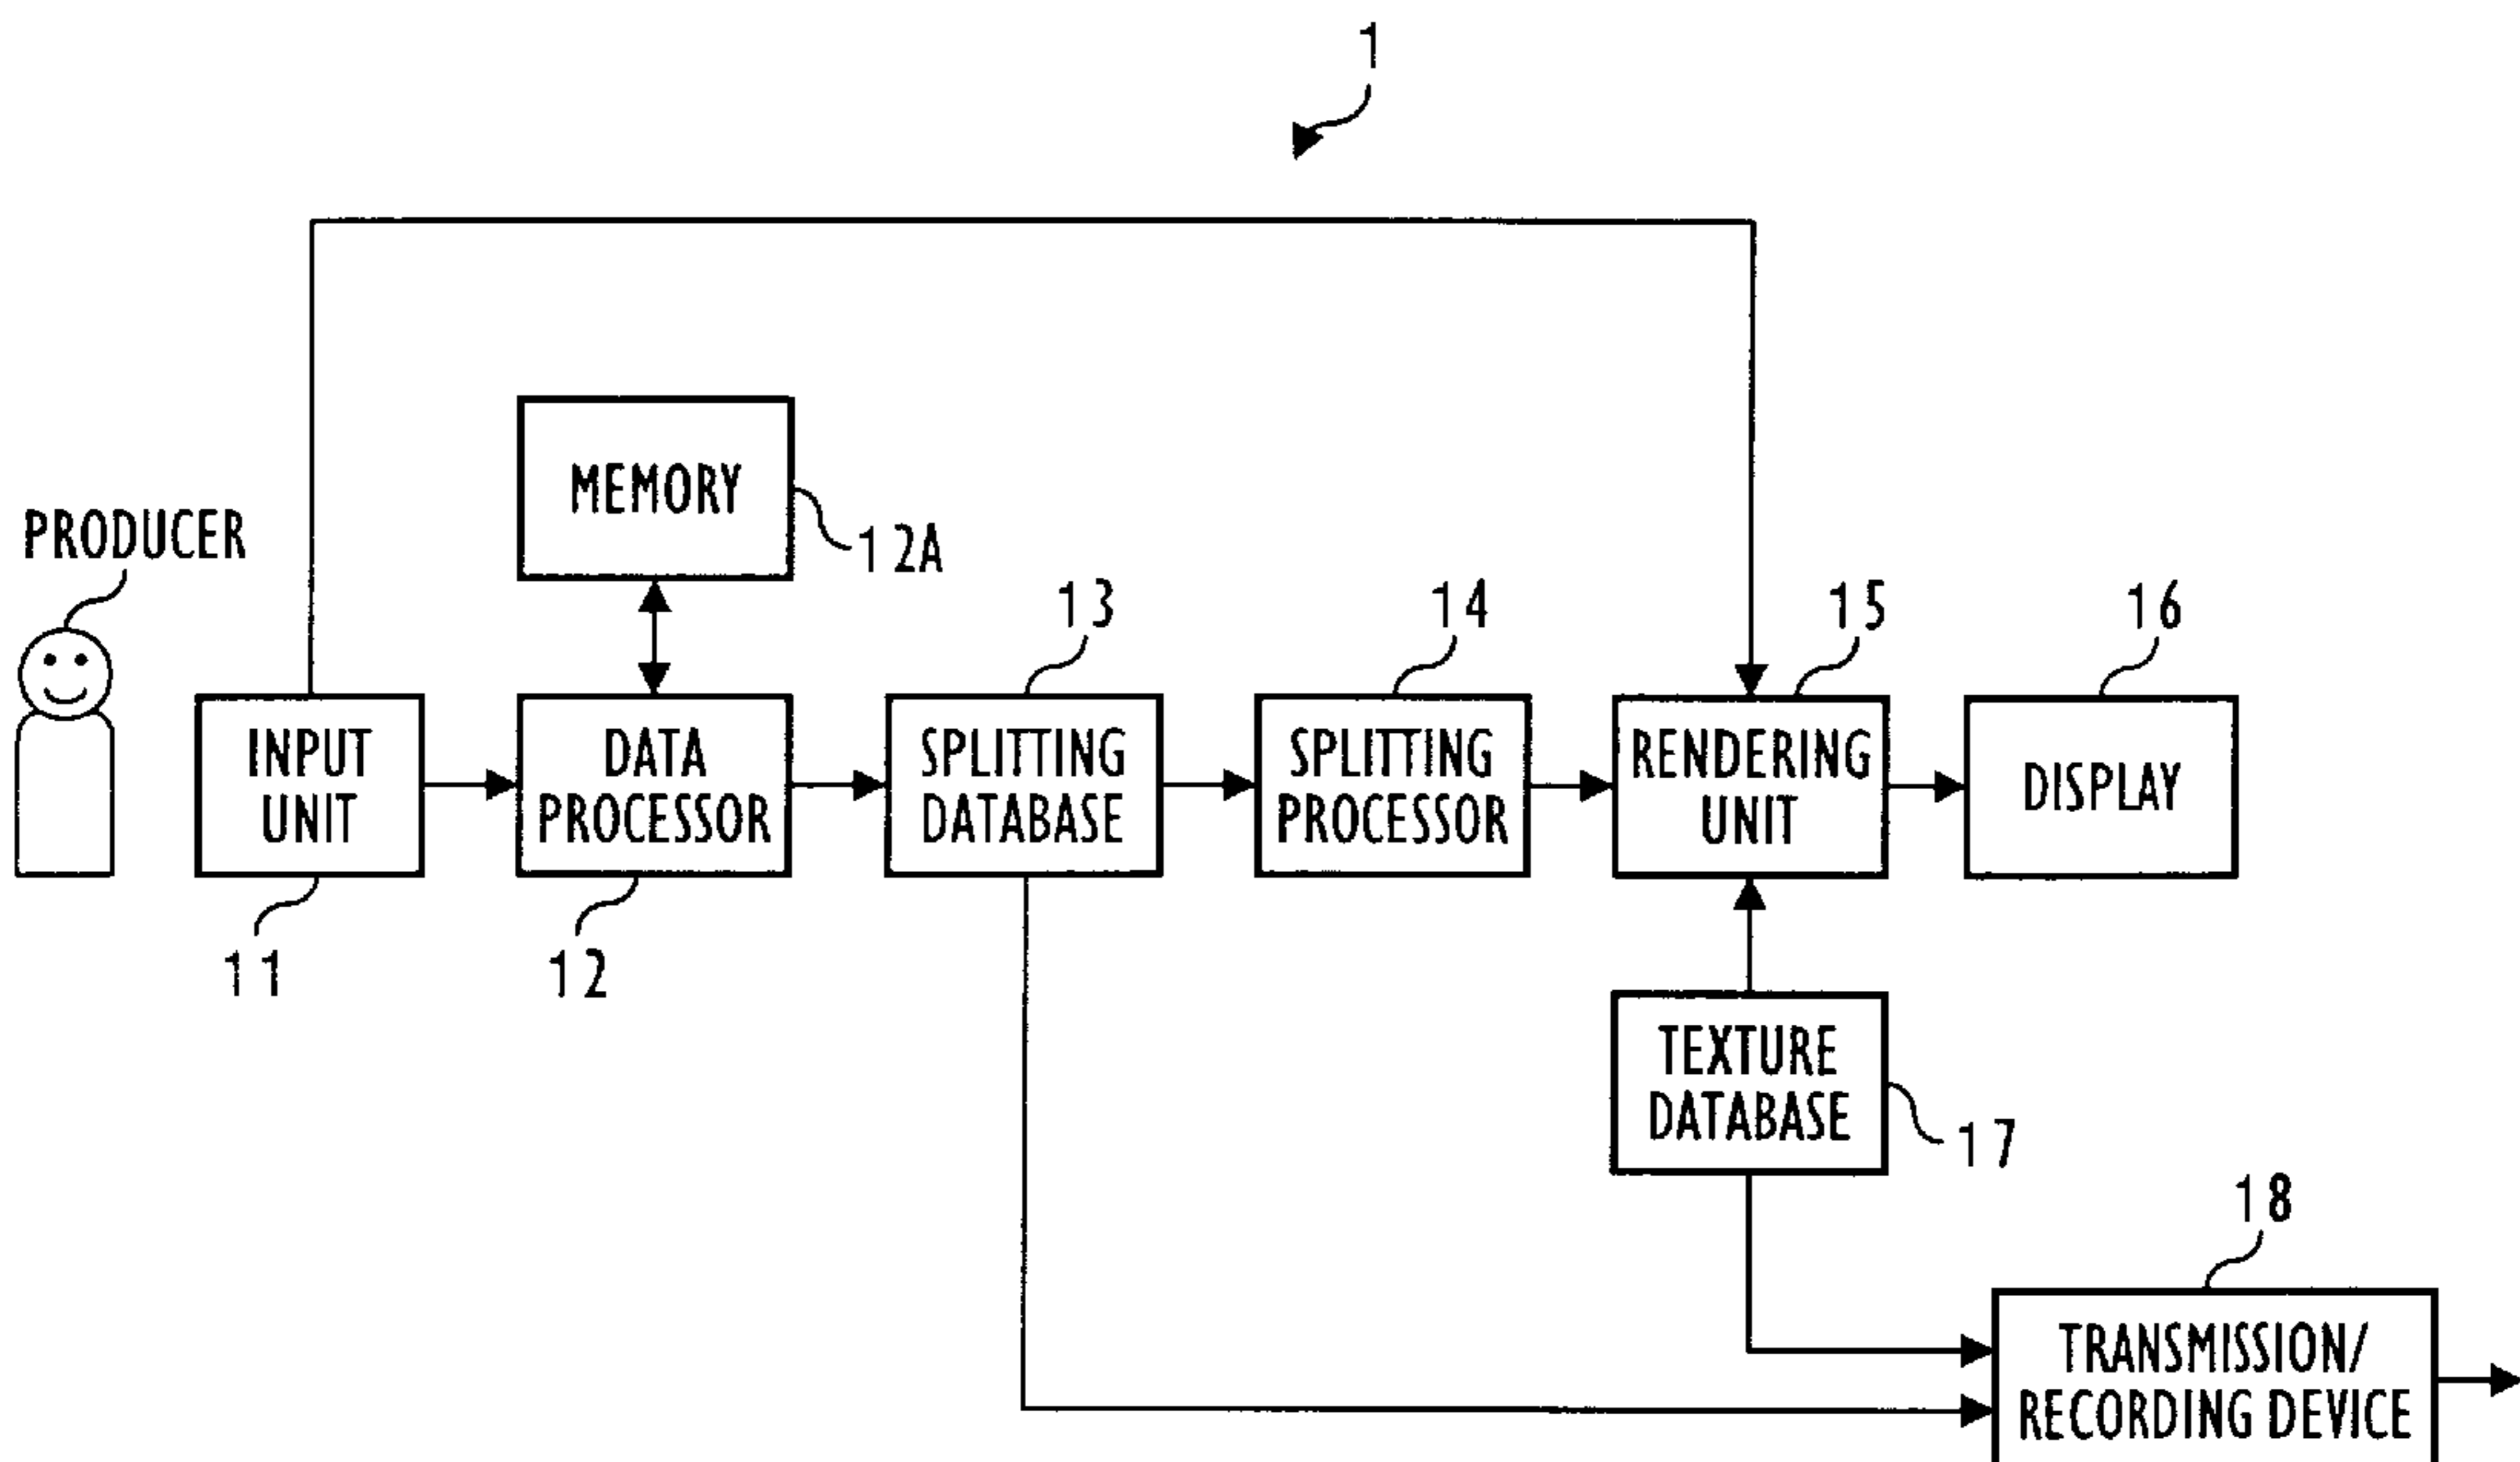 1
MEMORY
12A
PRODUCER
13
14
15
16
INPUT
UNIT
DATA
PROCESSOR
SPLITTING
DATABASE
SPLITTING
PROCESSOR
RENDERING
UNIT
DISPLAY
11
12
TEXTURE
DATABASE
17
18
TRANSMISSION/
RECORDING DEVICE